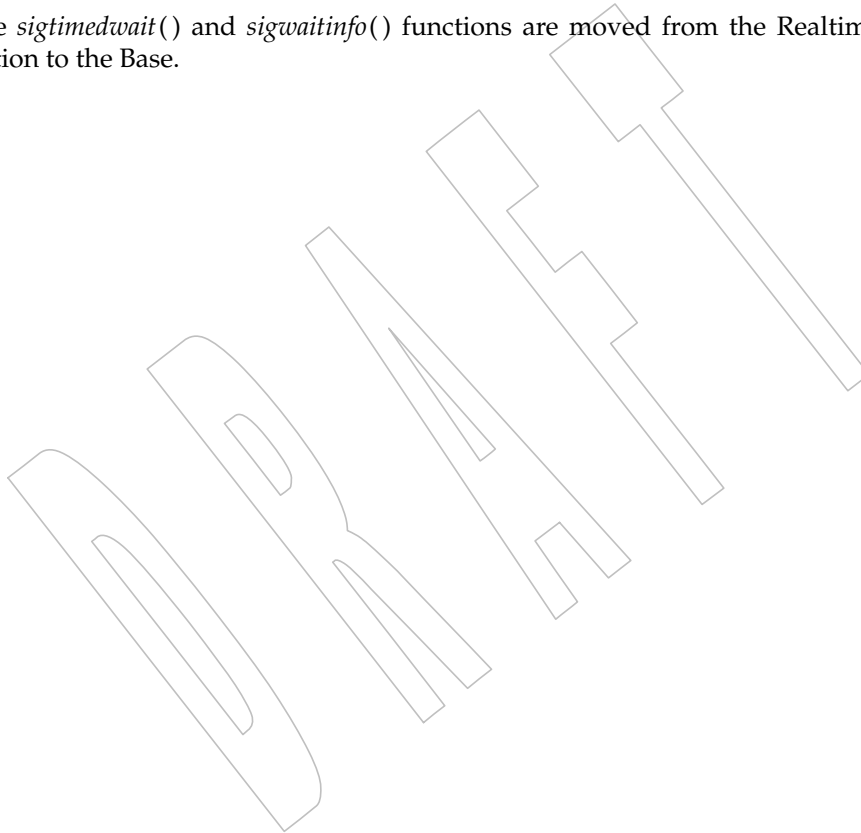 sigtimedwait() and sigwaitinfo() functions are moved from the
to the Base.
DRAFT